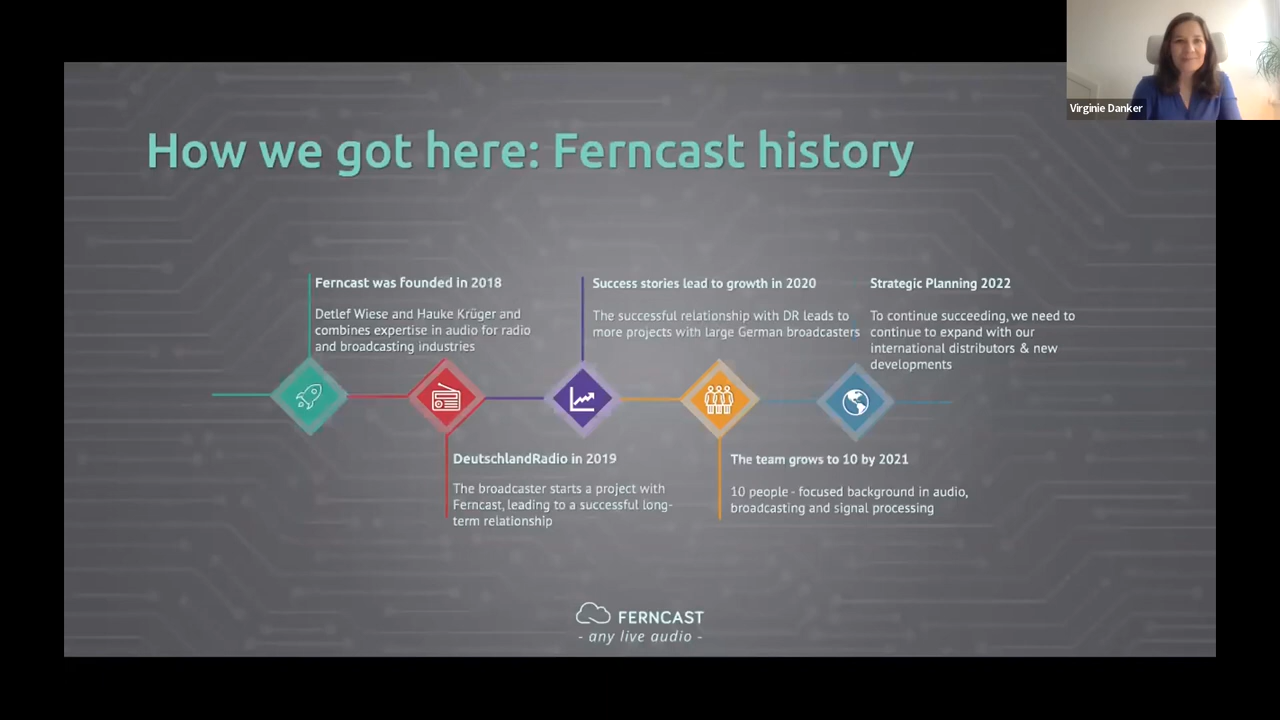 Virginie Danker
How we got here: Ferncast history
Ferncast was founded in 2018
Detlef Wiese and Hauke Krüger and
combines expertise in audio for radio
and broadcasting industries
Success stories lead to growth in 2020
The successful relationship with DR leads to
more projects with large German broadcasters
Strategic Planning 2022
To continue succeeding, we need to
continue to expand with our
international distributors & new
developments
DeutschlandRadio in 2019
The broadcaster starts a project with
Ferncast, leading to a successful long-
term relationship
The team grows to 10 by 2021
10 people - focused background in audio,
broadcasting and signal processing
FERNCAST
- any live audio -